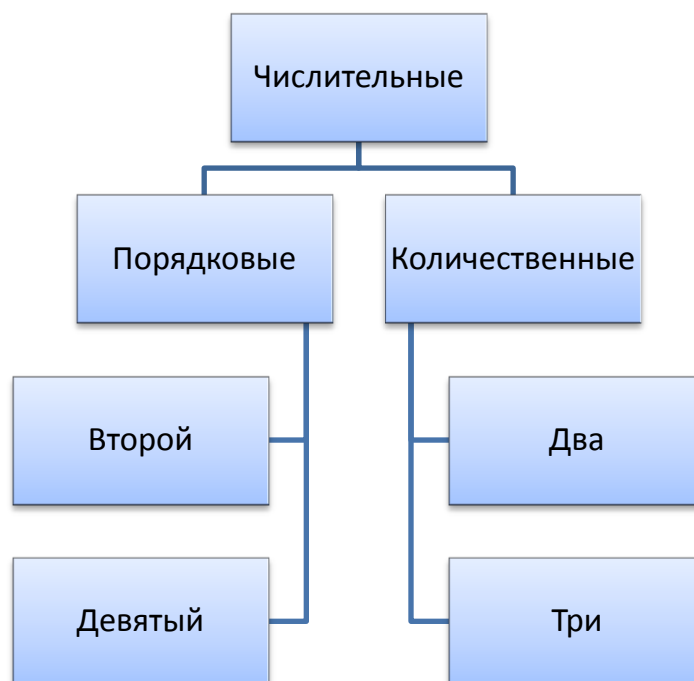 Числительные
Порядковые
Количественные
Второй
Два
Девятый
Три